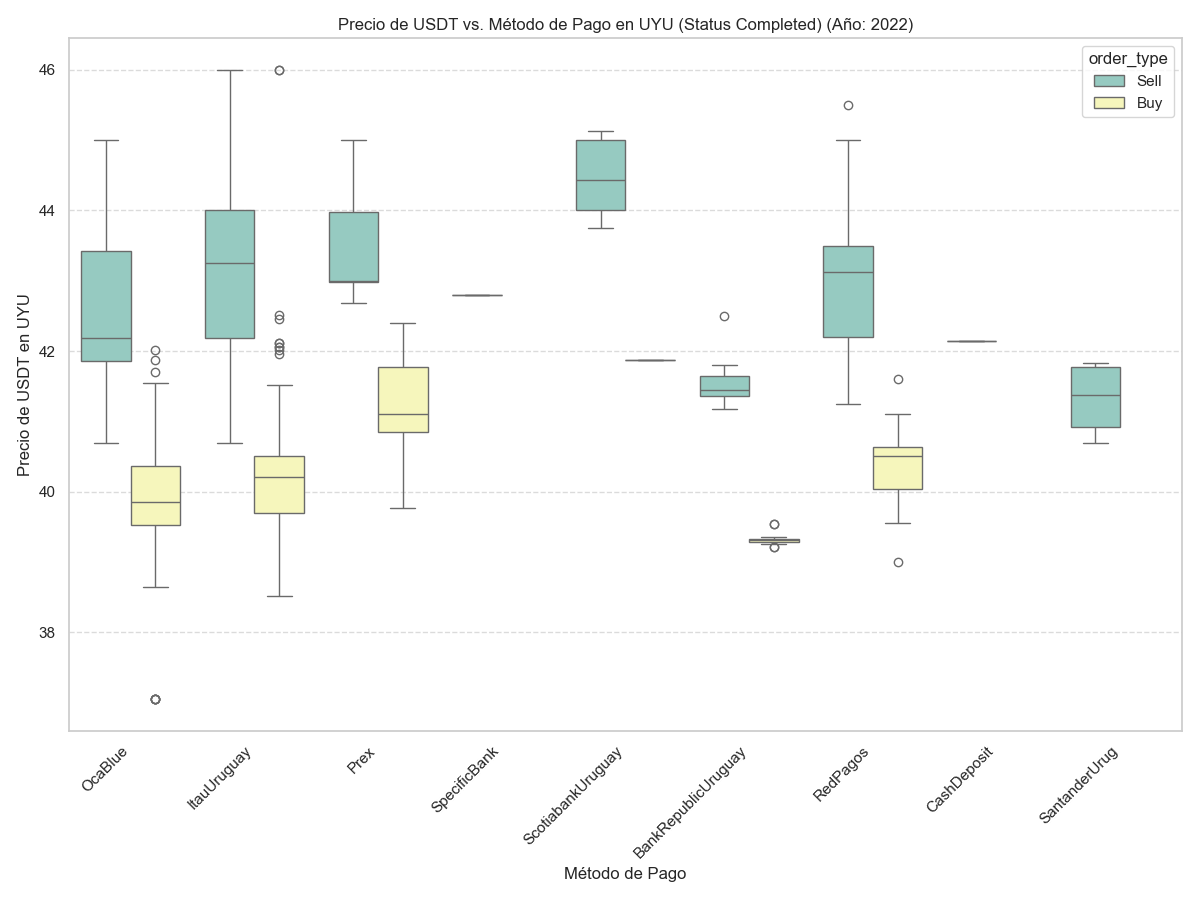 Precio de USDT vs. Método de Pago en UYU (Status Completed) (Año: 2022)
order_type
Sell
Buy
Precio de USDT en UYU
46
44
42
40
38
OcaBlue
ItauUruguay
Prex
SpecificBank
ScotiabankUruguay
BankRepublicUruguay
RedPagos
CashDeposit
SantanderUrug
Método de Pago